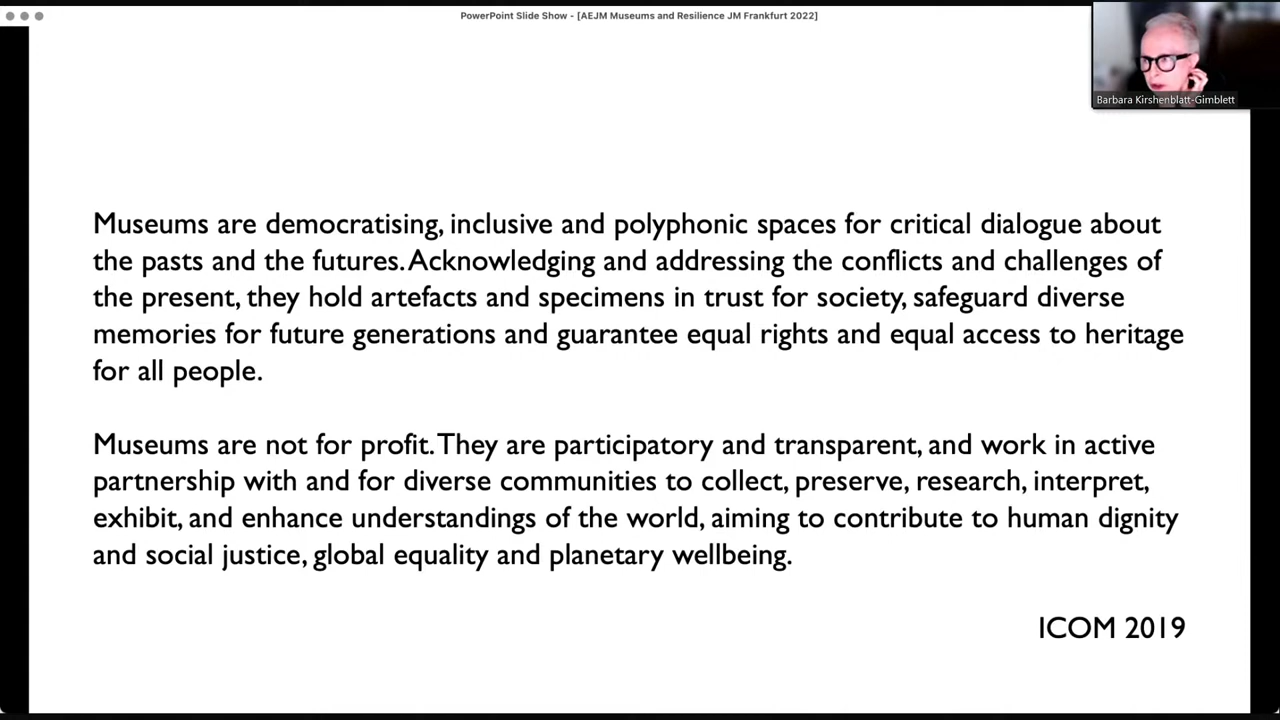 PowerPoint Slide Show - [AEJM Museums and Resilience JM Frankfurt 2022]
Barbara Kirshenblatt-Gimblett
Museums are democratising, inclusive and polyphonic spaces for critical dialogue about
the pasts and the futures. Acknowledging and addressing the conflicts and challenges of
the present, they hold artefacts and specimens in trust for society, safeguard diverse
memories for future generations and guarantee equal rights and equal access to heritage
for all people.
Museums are not for profit. They are participatory and transparent, and work in active
partnership with and for diverse communities to collect, preserve, research, interpret,
exhibit, and enhance understandings of the world, aiming to contribute to human dignity
and social justice, global equality and planetary wellbeing.
ICOM 2019